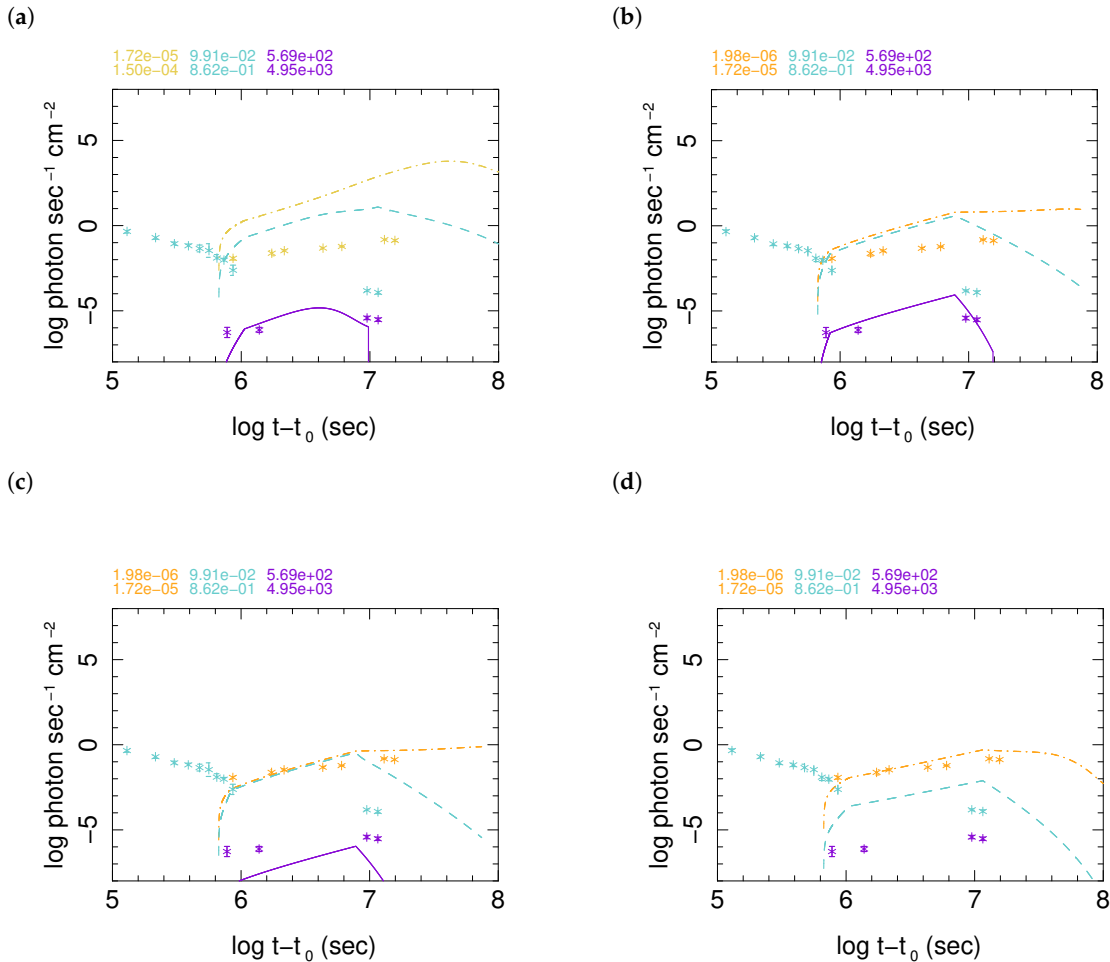 (a)
1.72e−05 9.91e−02 5.69e+02
1.50e−04 8.62e−01 4.95e+03
log photon sec⁻¹ cm⁻²
5
0
−5
5 6 7 8
log t−t₀ (sec)
(b)
1.98e−06 9.91e−02 5.69e+02
1.72e−05 8.62e−01 4.95e+03
log photon sec⁻¹ cm⁻²
5
0
−5
5 6 7 8
log t−t₀ (sec)
(c)
1.98e−06 9.91e−02 5.69e+02
1.72e−05 8.62e−01 4.95e+03
log photon sec⁻¹ cm⁻²
5
0
−5
5 6 7 8
log t−t₀ (sec)
(d)
1.98e−06 9.91e−02 5.69e+02
1.72e−05 8.62e−01 4.95e+03
log photon sec⁻¹ cm⁻²
5
0
−5
5 6 7 8
log t−t₀ (sec)